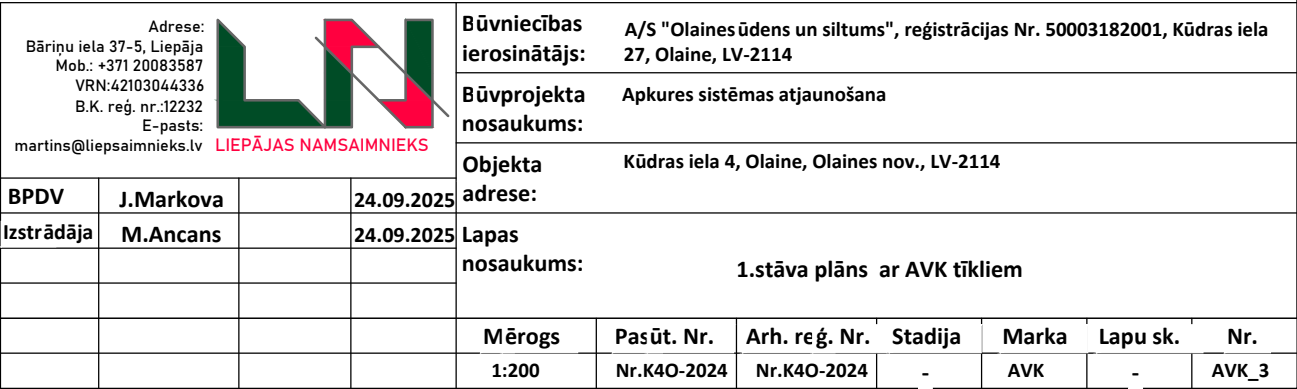 Adrese:
Bāriņu iela 37-5, Liepāja
Mob.: +371 20083587
VRN:42103044336
B.K. reģ. nr.:12232
E-pasts:
martins@liepsaimnieks.lv
LIEPĀJAS NAMSAIMNIEKS
Būvniecības
ierosinātājs:
A/S "Olaines ūdens un siltums", reģistrācijas Nr. 50003182001, Kūdras iela
27, Olaine, LV-2114
Būvprojekta
nosaukums:
Apkures sistēmas atjaunošana
Objekta
adrese:
Kūdras iela 4, Olaine, Olaines nov., LV-2114
BPDV J.Markova 24.09.2025
Izstrādāja M.Ancans 24.09.2025
Lapas
nosaukums:
1.stāva plāns ar AVK tīkliem
Mērogs Pasūt. Nr. Arh. reģ. Nr. Stadija Marka Lapu sk. Nr.
1:200 Nr.K4O-2024 Nr.K4O-2024 - AVK - AVK_3